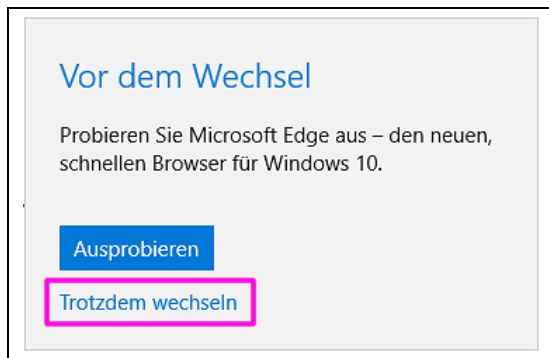 Vor dem Wechsel
Probieren Sie Microsoft Edge aus – den neuen,
schnellen Browser für Windows 10.
Ausprobieren
Trotzdem wechseln